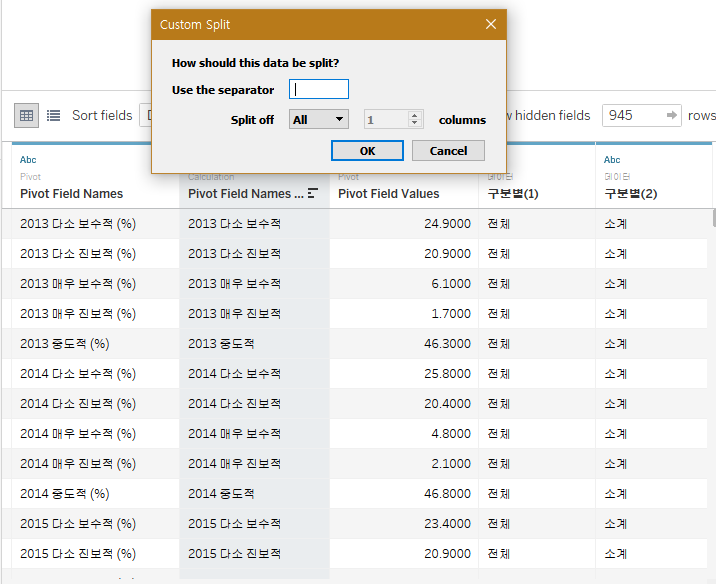 Custom Split
How should this data be split?
Use the separator
Split off All 1 columns
OK Cancel
Sort fields hidden fields 945 rows
Abc Abc
Pivot Calculation Pivot 데이터 데이터
Pivot Field Names Pivot Field Names ... Pivot Field Values 구분별(1) 구분별(2)
2013 다소 보수적 (%) 2013 다소 보수적 24.9000 전체 소계
2013 다소 진보적 (%) 2013 다소 진보적 20.9000 전체 소계
2013 매우 보수적 (%) 2013 매우 보수적 6.1000 전체 소계
2013 매우 진보적 (%) 2013 매우 진보적 1.7000 전체 소계
2013 중도적 (%) 2013 중도적 46.3000 전체 소계
2014 다소 보수적 (%) 2014 다소 보수적 25.8000 전체 소계
2014 다소 진보적 (%) 2014 다소 진보적 20.4000 전체 소계
2014 매우 보수적 (%) 2014 매우 보수적 4.8000 전체 소계
2014 매우 진보적 (%) 2014 매우 진보적 2.1000 전체 소계
2014 중도적 (%) 2014 중도적 46.8000 전체 소계
2015 다소 보수적 (%) 2015 다소 보수적 23.4000 전체 소계
2015 다소 진보적 (%) 2015 다소 진보적 20.9000 전체 소계